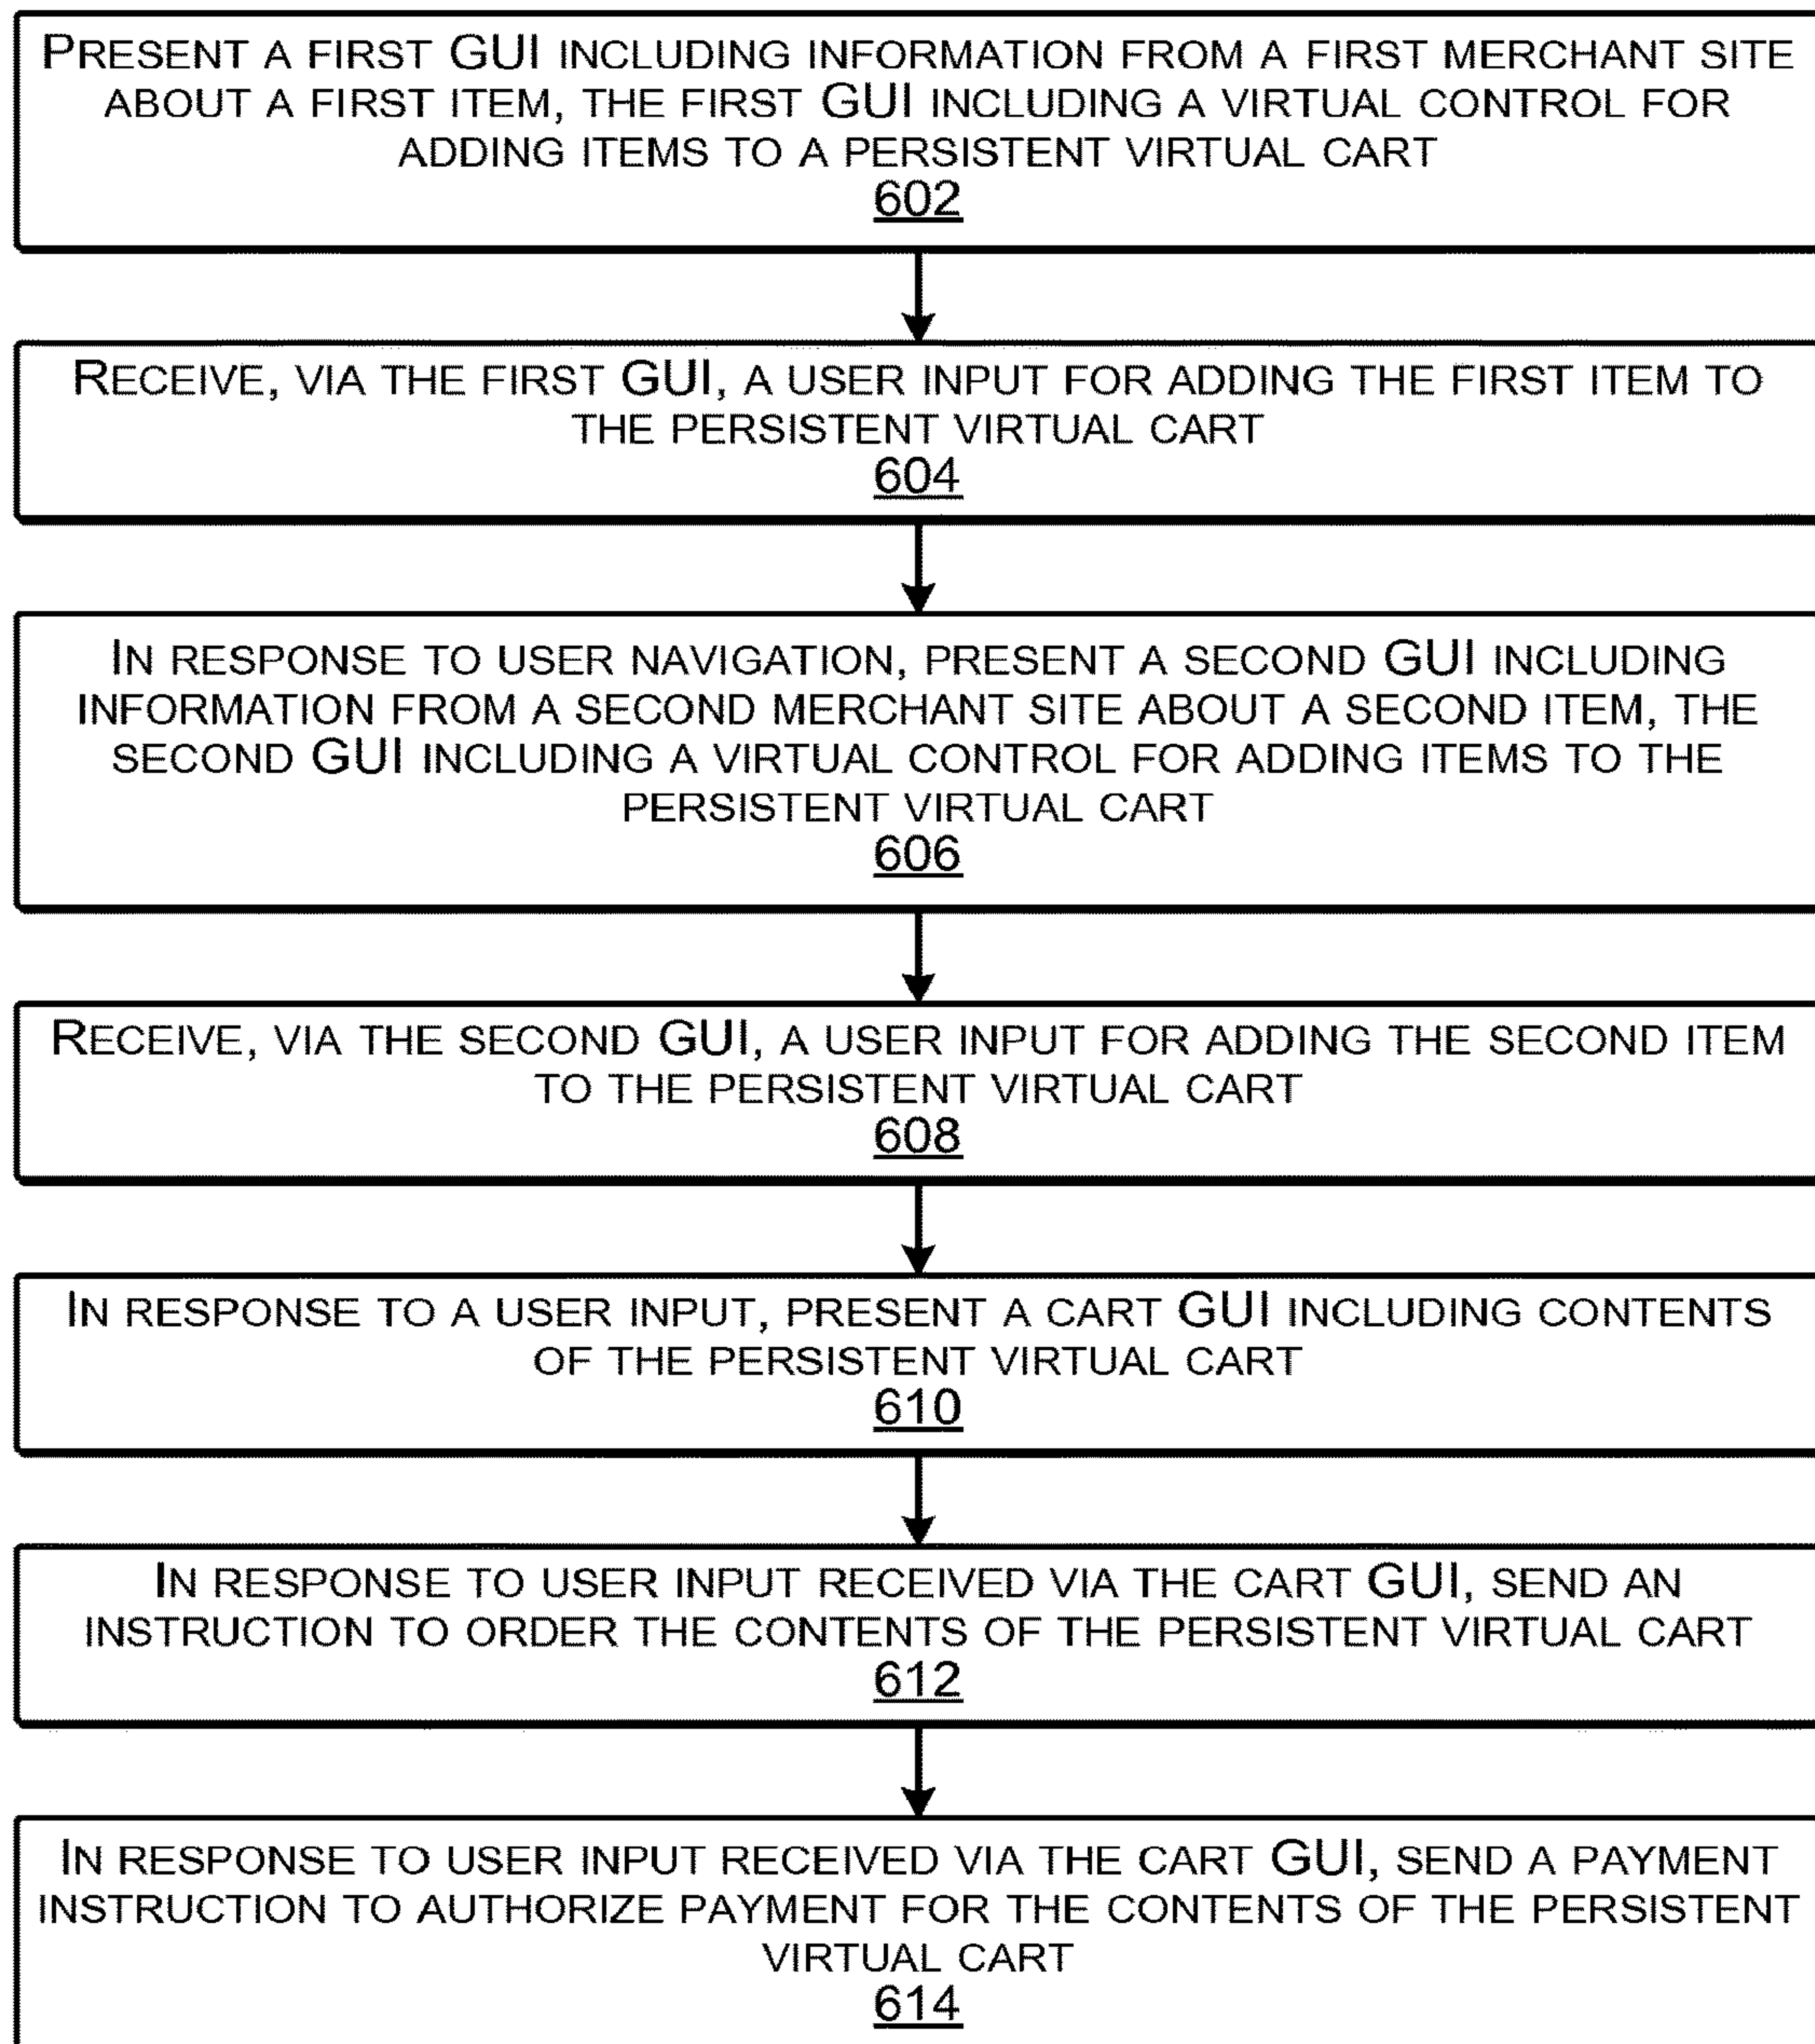 PRESENT A FIRST GUI INCLUDING INFORMATION FROM A FIRST MERCHANT SITE
ABOUT A FIRST ITEM, THE FIRST GUI INCLUDING A VIRTUAL CONTROL FOR
ADDING ITEMS TO A PERSISTENT VIRTUAL CART
602
RECEIVE, VIA THE FIRST GUI, A USER INPUT FOR ADDING THE FIRST ITEM TO
THE PERSISTENT VIRTUAL CART
604
IN RESPONSE TO USER NAVIGATION, PRESENT A SECOND GUI INCLUDING
INFORMATION FROM A SECOND MERCHANT SITE ABOUT A SECOND ITEM, THE
SECOND GUI INCLUDING A VIRTUAL CONTROL FOR ADDING ITEMS TO THE
PERSISTENT VIRTUAL CART
606
RECEIVE, VIA THE SECOND GUI, A USER INPUT FOR ADDING THE SECOND ITEM
TO THE PERSISTENT VIRTUAL CART
608
IN RESPONSE TO A USER INPUT, PRESENT A CART GUI INCLUDING CONTENTS
OF THE PERSISTENT VIRTUAL CART
610
IN RESPONSE TO USER INPUT RECEIVED VIA THE CART GUI, SEND AN
INSTRUCTION TO ORDER THE CONTENTS OF THE PERSISTENT VIRTUAL CART
612
IN RESPONSE TO USER INPUT RECEIVED VIA THE CART GUI, SEND A PAYMENT
INSTRUCTION TO AUTHORIZE PAYMENT FOR THE CONTENTS OF THE PERSISTENT
VIRTUAL CART
614